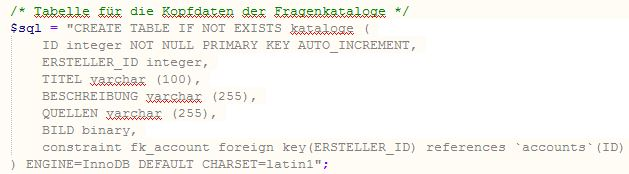 /* Tabelle für die Kopfdaten der Fragenkataloge */
$sql = "CREATE TABLE IF NOT EXISTS kataloge (
ID integer NOT NULL PRIMARY KEY AUTO_INCREMENT,
ERSTELLER_ID integer,
TITEL varchar (100),
BESCHREIBUNG varchar (255),
QUELLEN varchar (255),
BILD binary,
constraint fk_account foreign key(ERSTELLER_ID) references `accounts`(ID)
) ENGINE=InnoDB DEFAULT CHARSET=latin1";